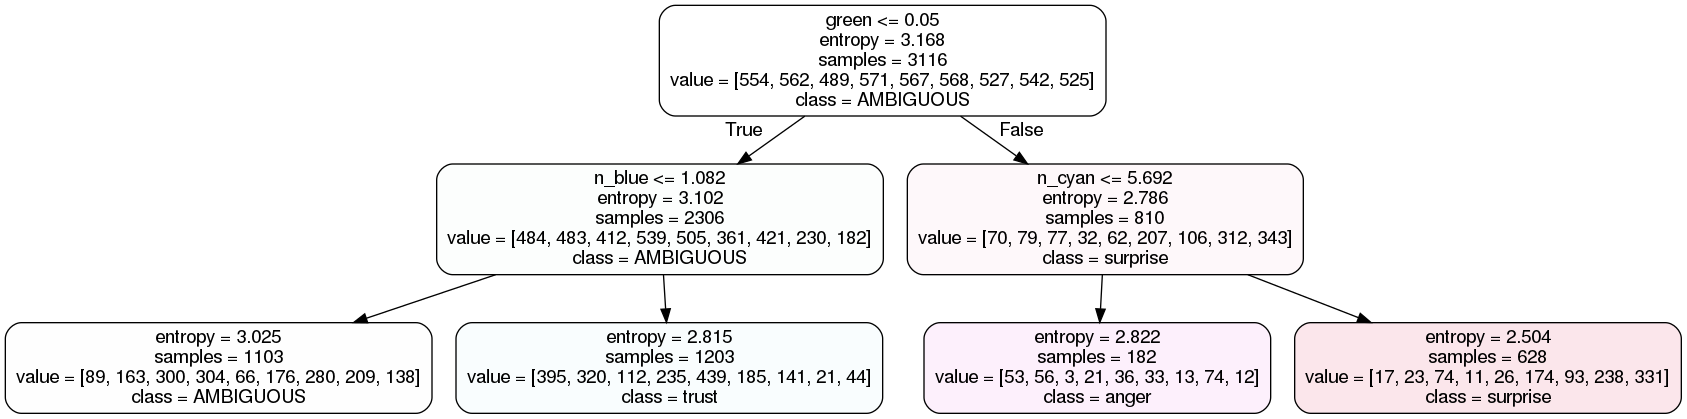 green <= 0.05
entropy = 3.168
samples = 3116
value = [554, 562, 489, 571, 567, 568, 527, 542, 525]
class = AMBIGUOUS
True
False
n_blue <= 1.082
entropy = 3.102
samples = 2306
value = [484, 483, 412, 539, 505, 361, 421, 230, 182]
class = AMBIGUOUS
n_cyan <= 5.692
entropy = 2.786
samples = 810
value = [70, 79, 77, 32, 62, 207, 106, 312, 343]
class = surprise
entropy = 3.025
samples = 1103
value = [89, 163, 300, 304, 66, 176, 280, 209, 138]
class = AMBIGUOUS
entropy = 2.815
samples = 1203
value = [395, 320, 112, 235, 439, 185, 141, 21, 44]
class = trust
entropy = 2.822
samples = 182
value = [53, 56, 3, 21, 36, 33, 13, 74, 12]
class = anger
entropy = 2.504
samples = 628
value = [17, 23, 74, 11, 26, 174, 93, 238, 331]
class = surprise